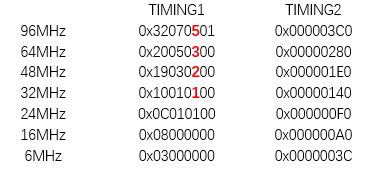 TIMING1 TIMING2
96MHz 0x32070501 0x000003C0
64MHz 0x20050300 0x00000280
48MHz 0x19030200 0x000001E0
32MHz 0x10010100 0x00000140
24MHz 0x0C010100 0x000000F0
16MHz 0x08000000 0x000000A0
6MHz 0x03000000 0x0000003C